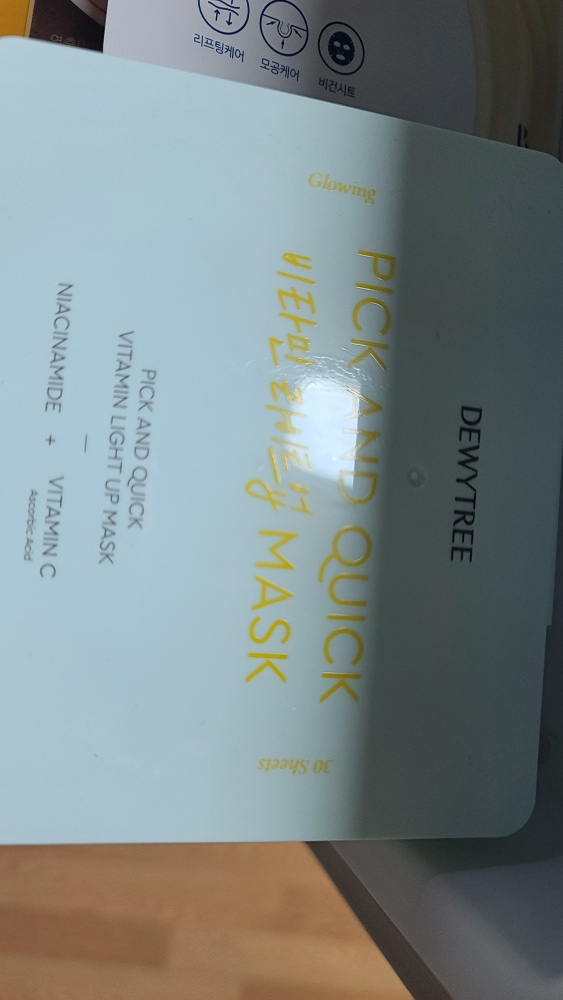 리프팅케어
모공케어
비건시트
DEWYTREE
Glowing
PICK AND QUICK
비타민 라이트업 MASK
30 Sheets
PICK AND QUICK
VITAMIN LIGHT UP MASK
NIACINAMIDE + VITAMIN C
Ascorbic Acid